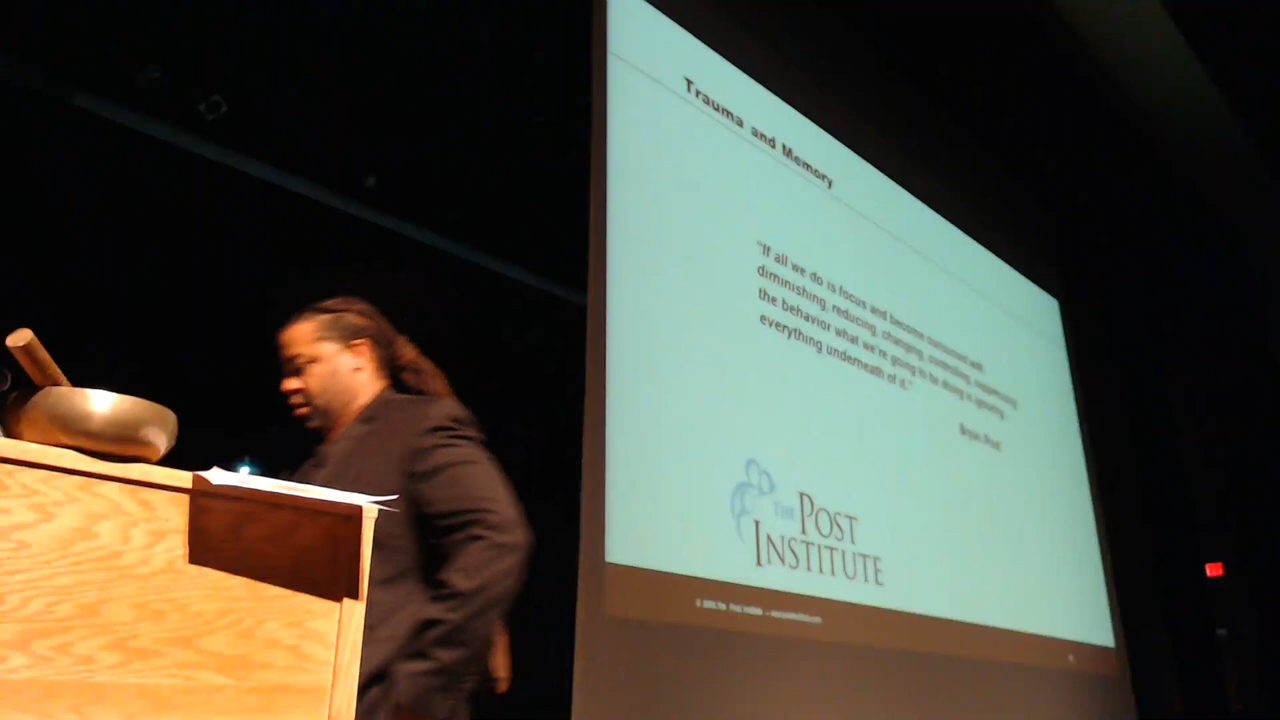 Trauma and Memory
"If all we do is focus and become consumed with
diminishing, reducing, changing, controlling, suppressing
the behavior what we're going to be doing is ignoring
everything underneath of it."
Bryan Post
THE POST
INSTITUTE